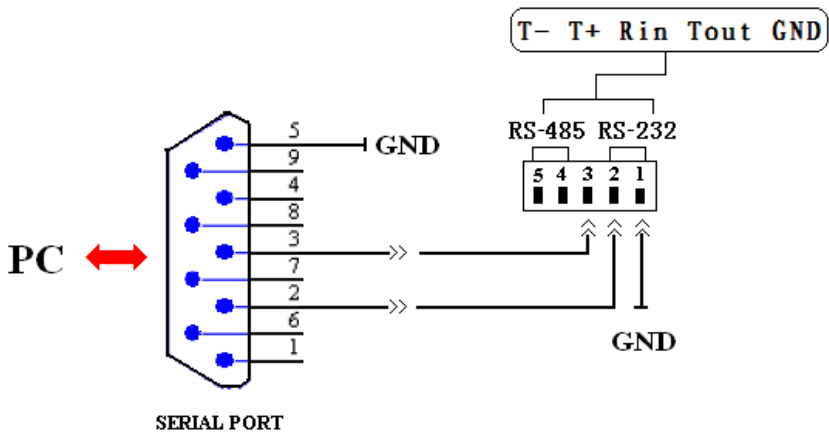 T- T+ Rin Tout GND
RS-485 RS-232
5 4 3 2 1
5
GND
9
4
8
3
PC
7
2
6
1
GND
SERIAL PORT